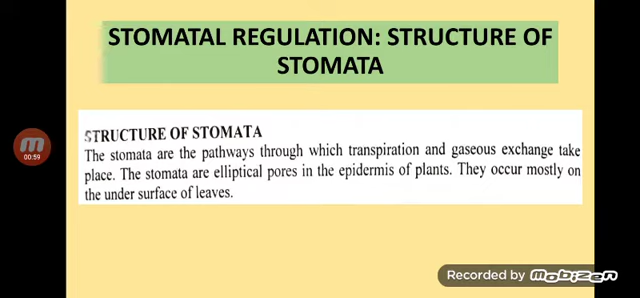 STOMATAL REGULATION: STRUCTURE OF
STOMATA
STRUCTURE OF STOMATA
The stomata are the pathways through which transpiration and gaseous exchange take
place. The stomata are elliptical pores in the epidermis of plants. They occur mostly on
the under surface of leaves.
00:59
Recorded by mobizen